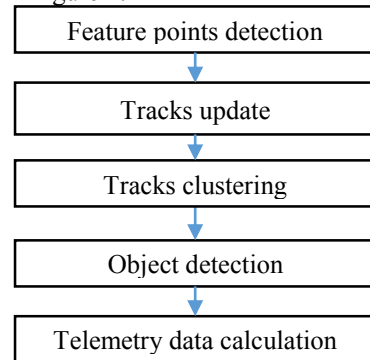 Feature points detection
Tracks update
Tracks clustering
Object detection
Telemetry data calculation